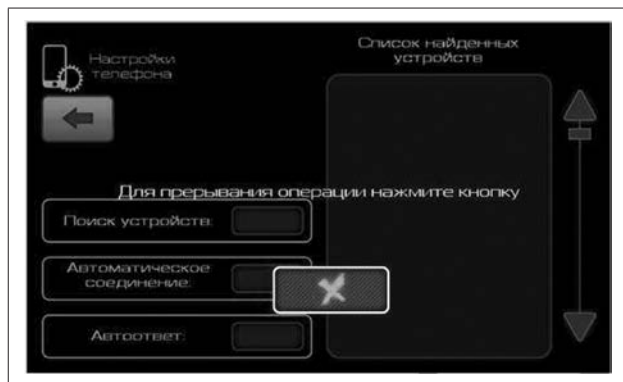 Настройки
телефона
Список найденных
устройств
Для прерывания операции нажмите кнопку
Поиск устройств:
Автоматическое
соединение:
Автоответ: